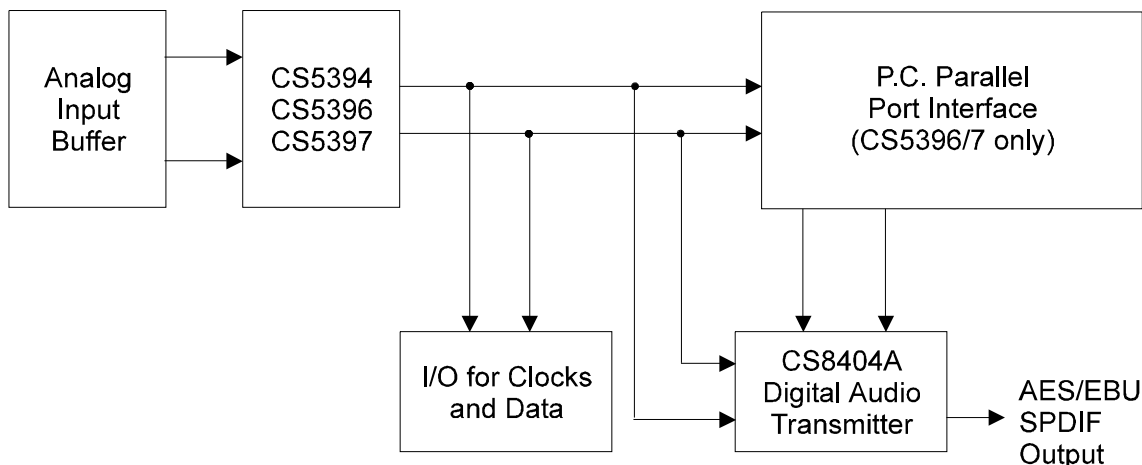 Analog
Input
Buffer
CS5394
CS5396
CS5397
P.C. Parallel
Port Interface
(CS5396/7 only)
I/O for Clocks
and Data
CS8404A
Digital Audio
Transmitter
AES/EBU
SPDIF
Output